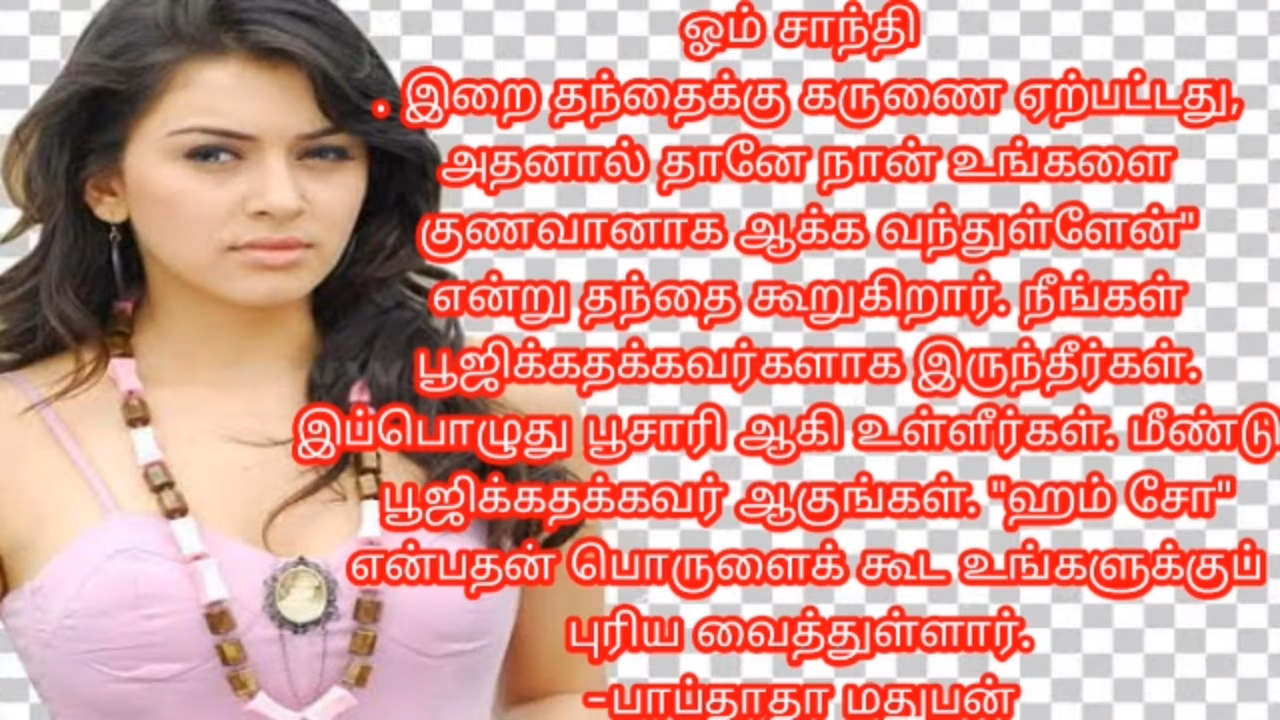 ஓம் சாந்தி
. இறை தந்தைக்கு கருணை ஏற்பட்டது,
அதனால் தானே நான் உங்களை
குணவானாக ஆக்க வந்துள்ளேன்"
என்று தந்தை கூறுகிறார். நீங்கள்
பூஜிக்கதக்கவர்களாக இருந்தீர்கள்.
இப்பொழுது பூசாரி ஆகி உள்ளீர்கள். மீண்டு
பூஜிக்கதக்கவர் ஆகுங்கள். "ஹம் சோ"
என்பதன் பொருளைக் கூட உங்களுக்குப்
புரிய வைத்துள்ளார்.
-பாப்தாதா மதுபன்